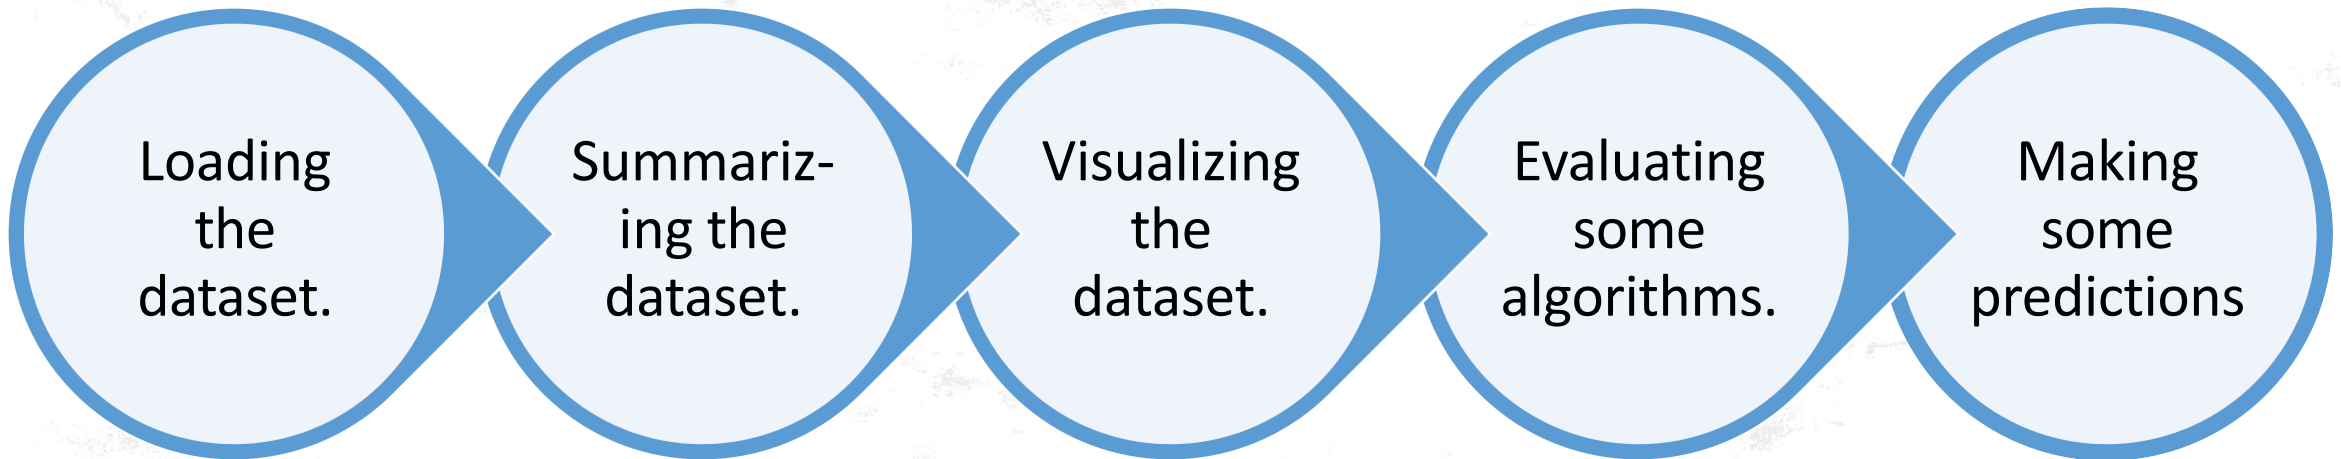 Loading
the
dataset.
Summariz-
ing the
dataset.
Visualizing
the
dataset.
Evaluating
some
algorithms.
Making
some
predictions